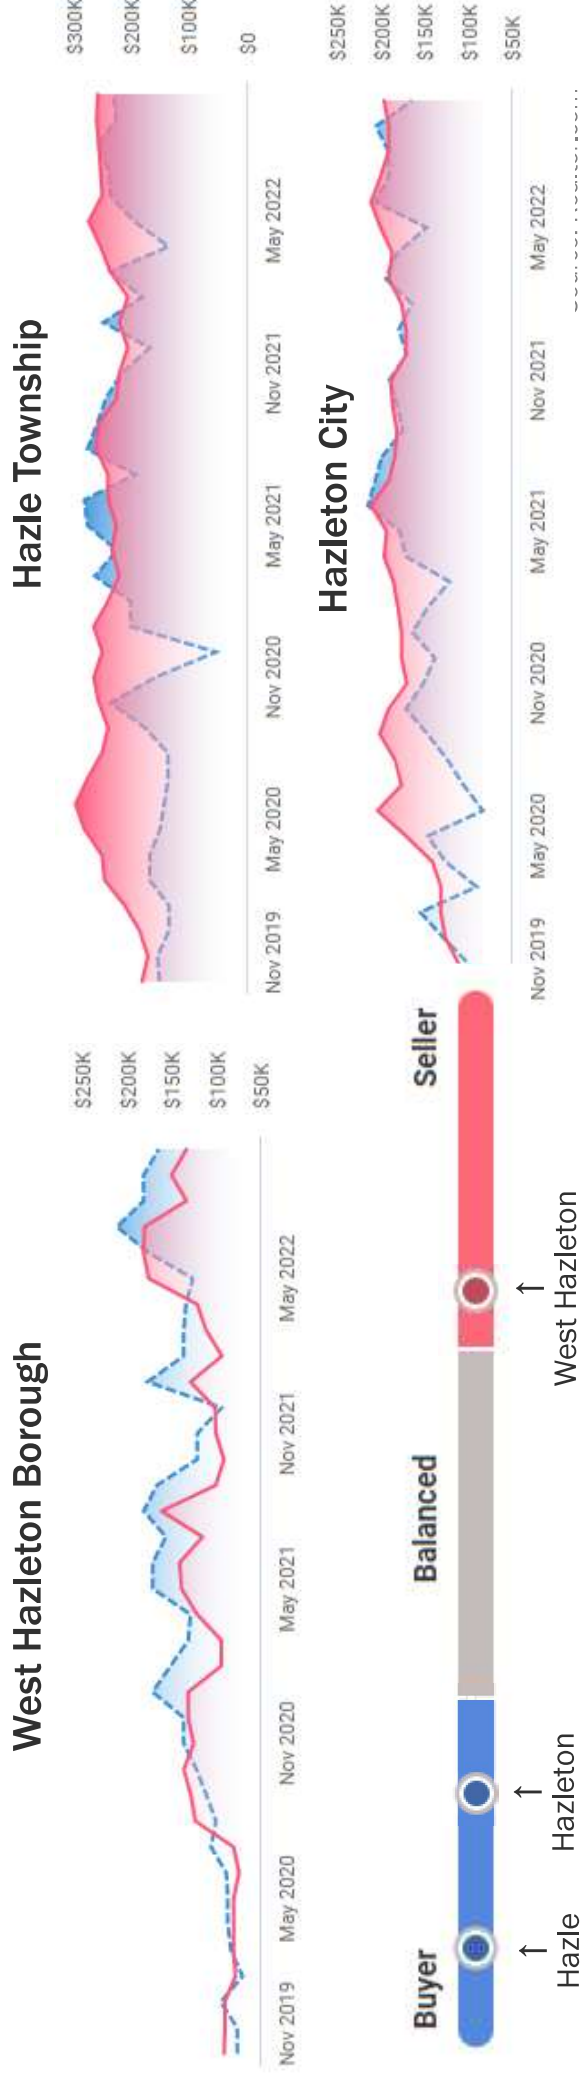 West Hazleton Borough
$250K
$200K
$150K
$100K
$50K
Nov 2019
May 2020
Nov 2020
May 2021
Nov 2021
May 2022
Hazle Township
$300K
$200K
$100K
$0
Nov 2019
May 2020
Nov 2020
May 2021
Nov 2021
May 2022
Hazleton City
$250K
$200K
$150K
$100K
$50K
Nov 2019
May 2020
Nov 2020
May 2021
Nov 2021
May 2022
Buyer
Balanced
Seller
↑
↑
↑
Hazle
Hazleton
West Hazleton